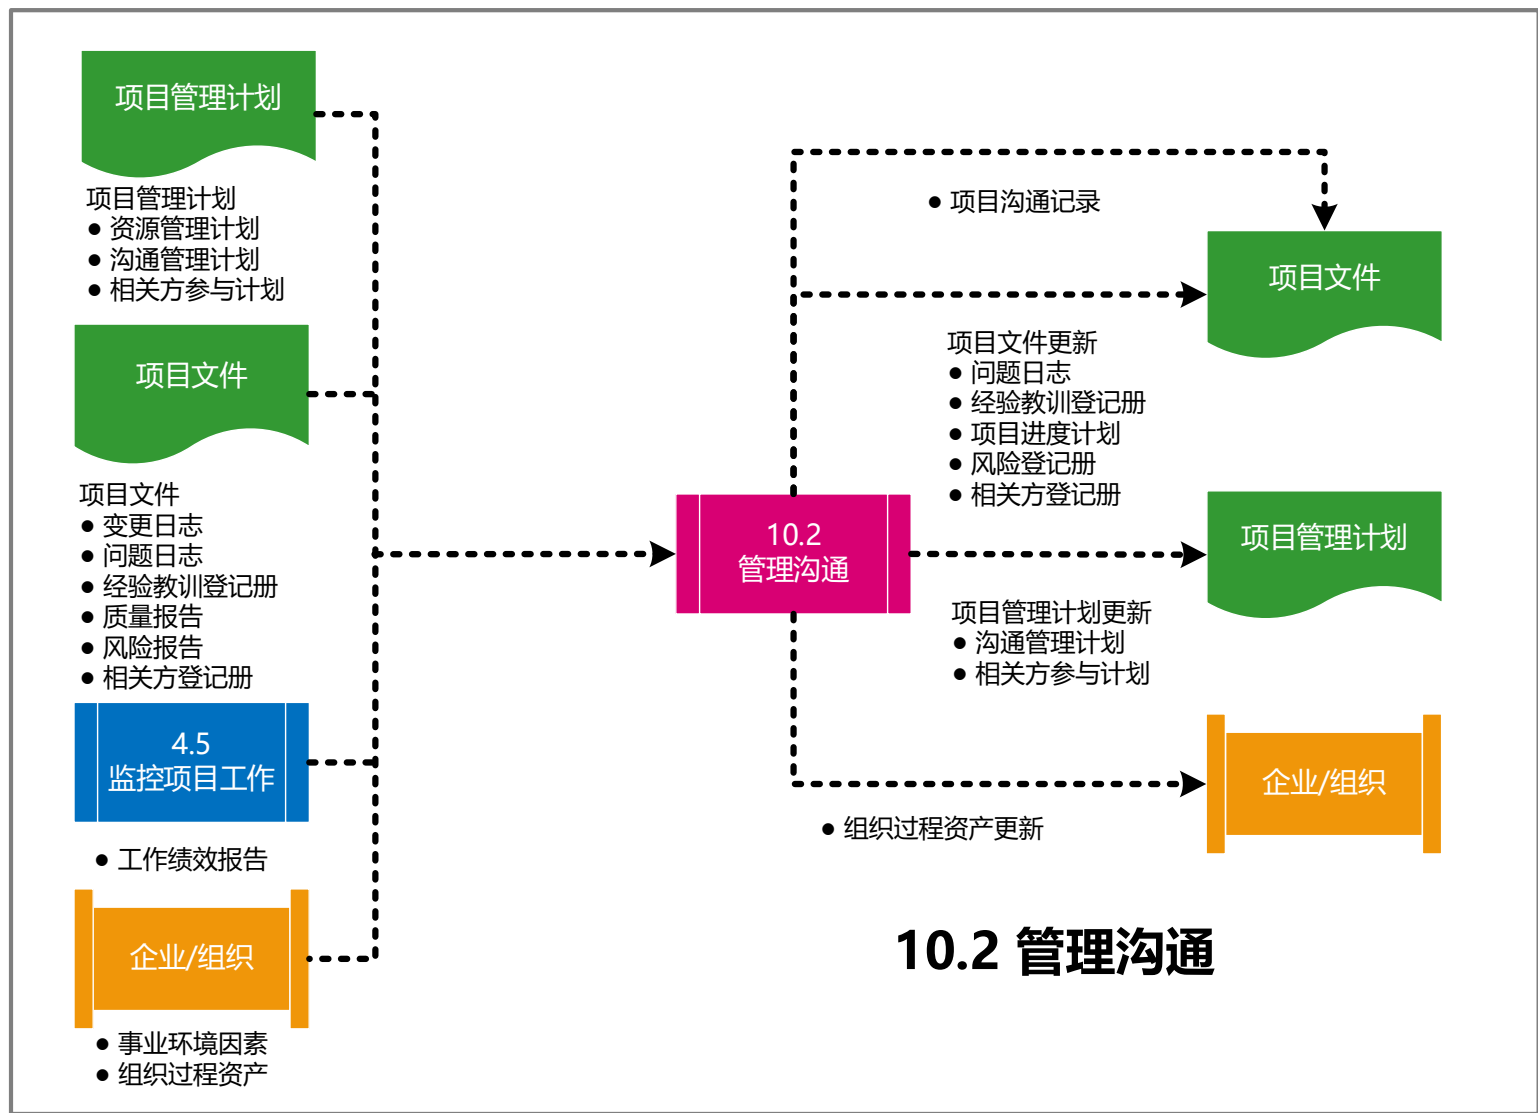 项目管理计划
项目管理计划
● 资源管理计划
● 沟通管理计划
● 相关方参与计划
项目文件
项目文件
● 变更日志
● 问题日志
● 经验教训登记册
● 质量报告
● 风险报告
● 相关方登记册
4.5
监控项目工作
● 工作绩效报告
企业/组织
● 事业环境因素
● 组织过程资产
10.2
管理沟通
● 项目沟通记录
项目文件
项目文件更新
● 问题日志
● 经验教训登记册
● 项目进度计划
● 风险登记册
● 相关方登记册
项目管理计划
项目管理计划更新
● 沟通管理计划
● 相关方参与计划
企业/组织
● 组织过程资产更新
10.2 管理沟通